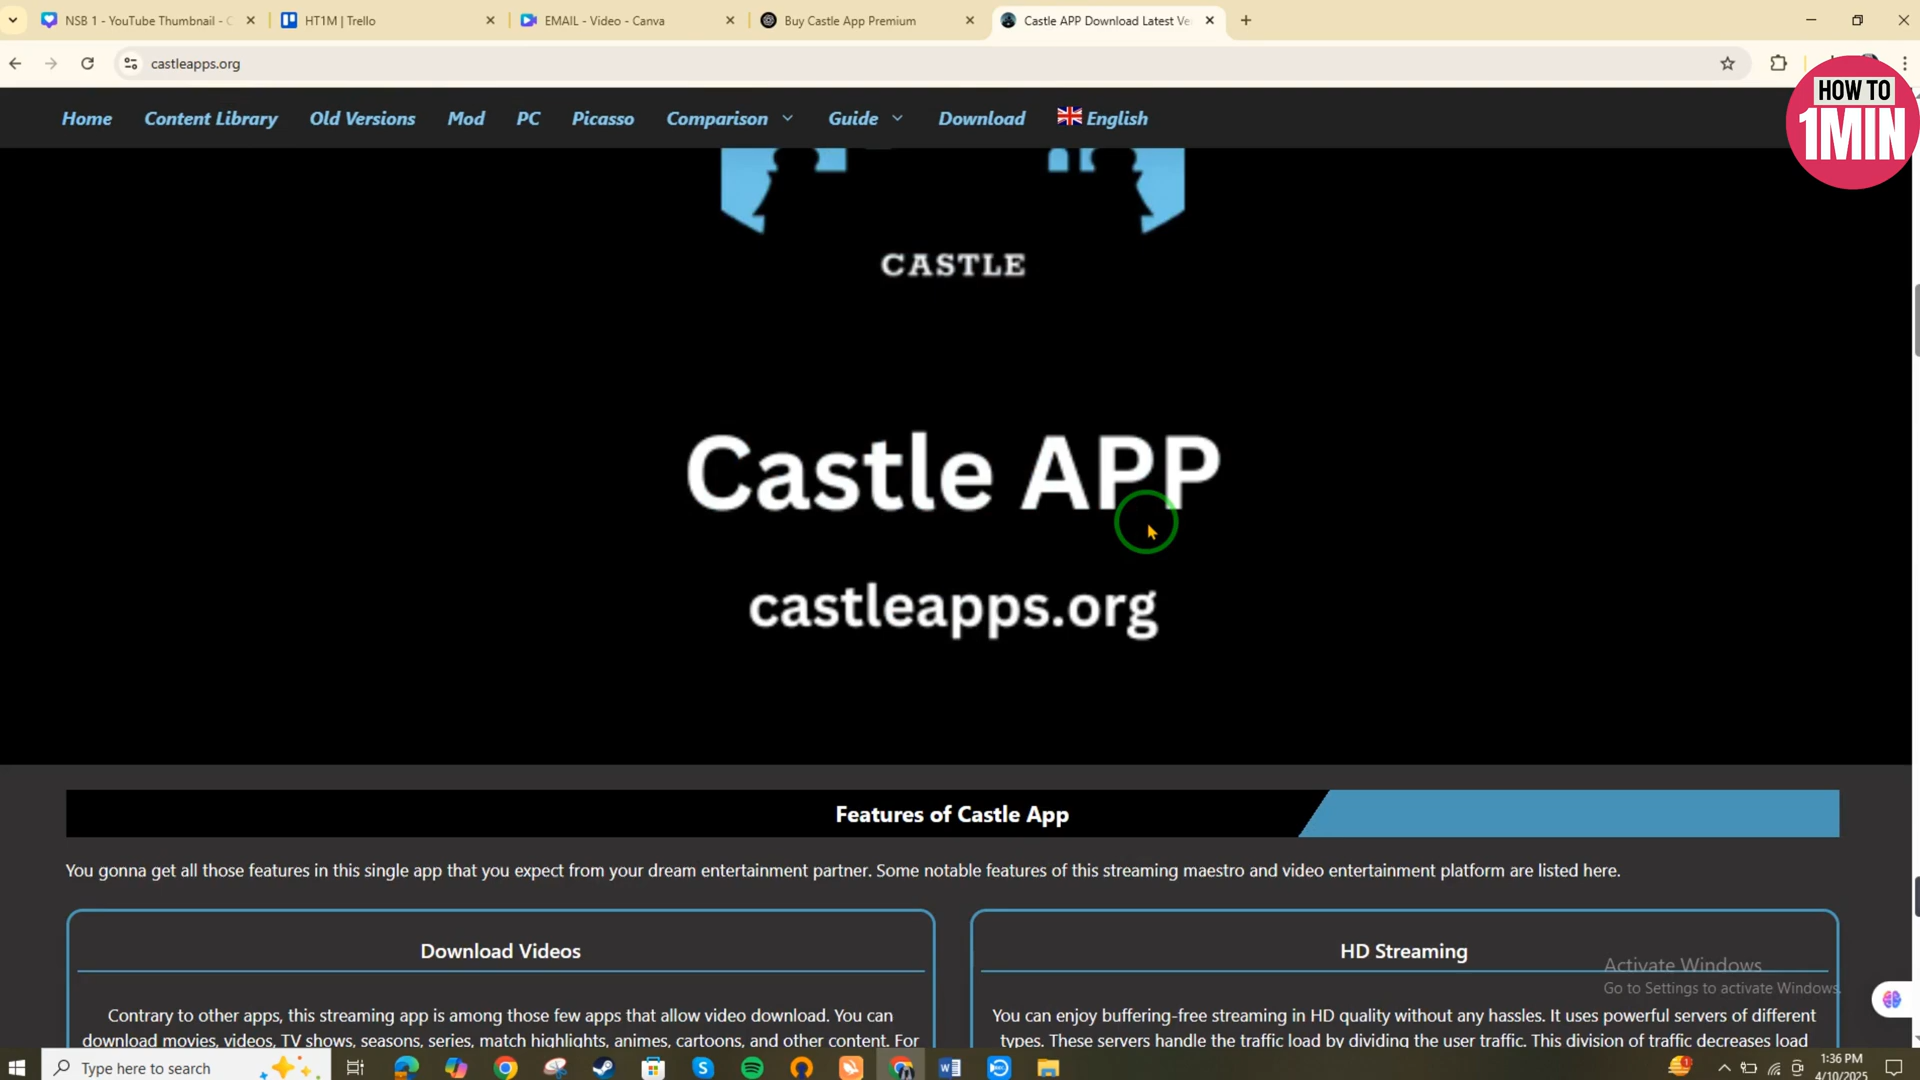 NSB 1 - YouTube Thumbnail - C
HT1M | Trello
EMAIL - Video - Canva
Buy Castle App Premium
Castle APP Download Latest Ve
castleapps.org
HOW TO
1MIN
Home
Content Library
Old Versions
Mod
PC
Picasso
Comparison
Guide
Download
English
CASTLE
Castle APP
castleapps.org
Features of Castle App
You gonna get all those features in this single app that you expect from your dream entertainment partner. Some notable features of this streaming maestro and video entertainment platform are listed here.
Download Videos
Contrary to other apps, this streaming app is among those few apps that allow video download. You can
download movies, videos, TV shows, seasons, series, match highlights, animes, cartoons, and other content. For
HD Streaming
You can enjoy buffering-free streaming in HD quality without any hassles. It uses powerful servers of different
types. These servers handle the traffic load by dividing the user traffic. This division of traffic decreases load
Activate Windows
Go to Settings to activate Windows.
Type here to search
1:36 PM
4/10/2025